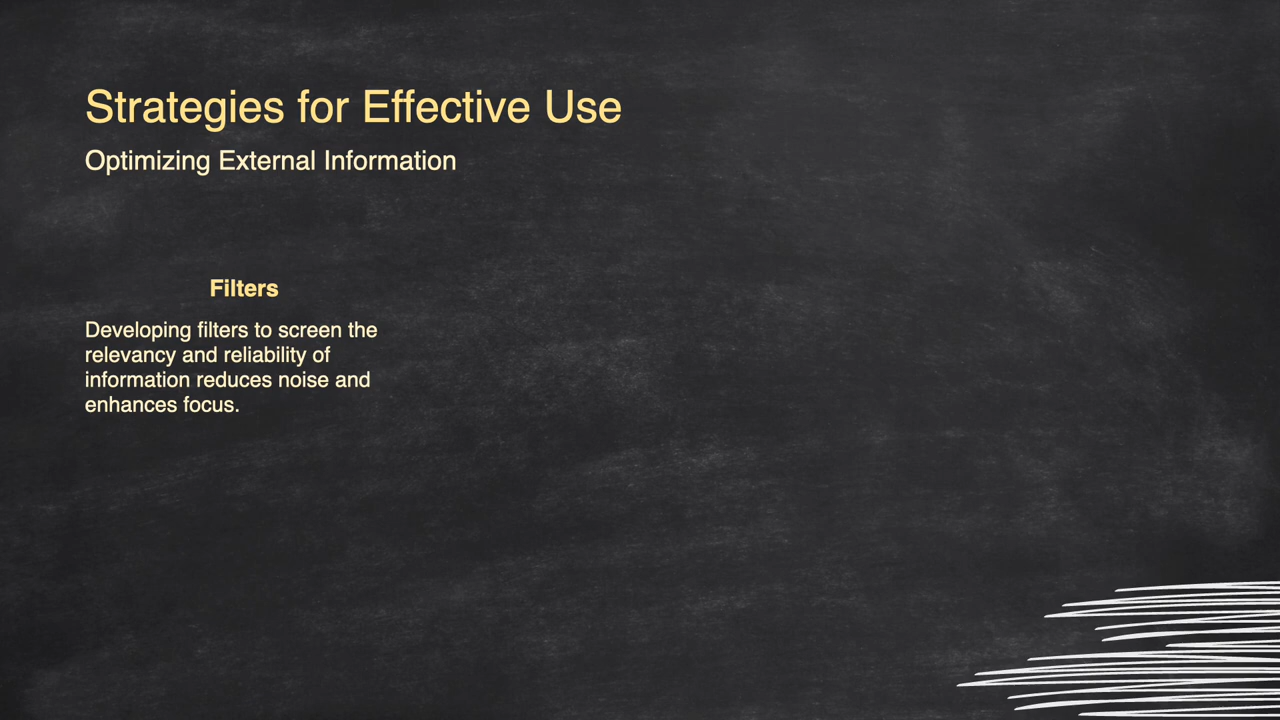 Strategies for Effective Use
Optimizing External Information
Filters
Developing filters to screen the
relevancy and reliability of
information reduces noise and
enhances focus.